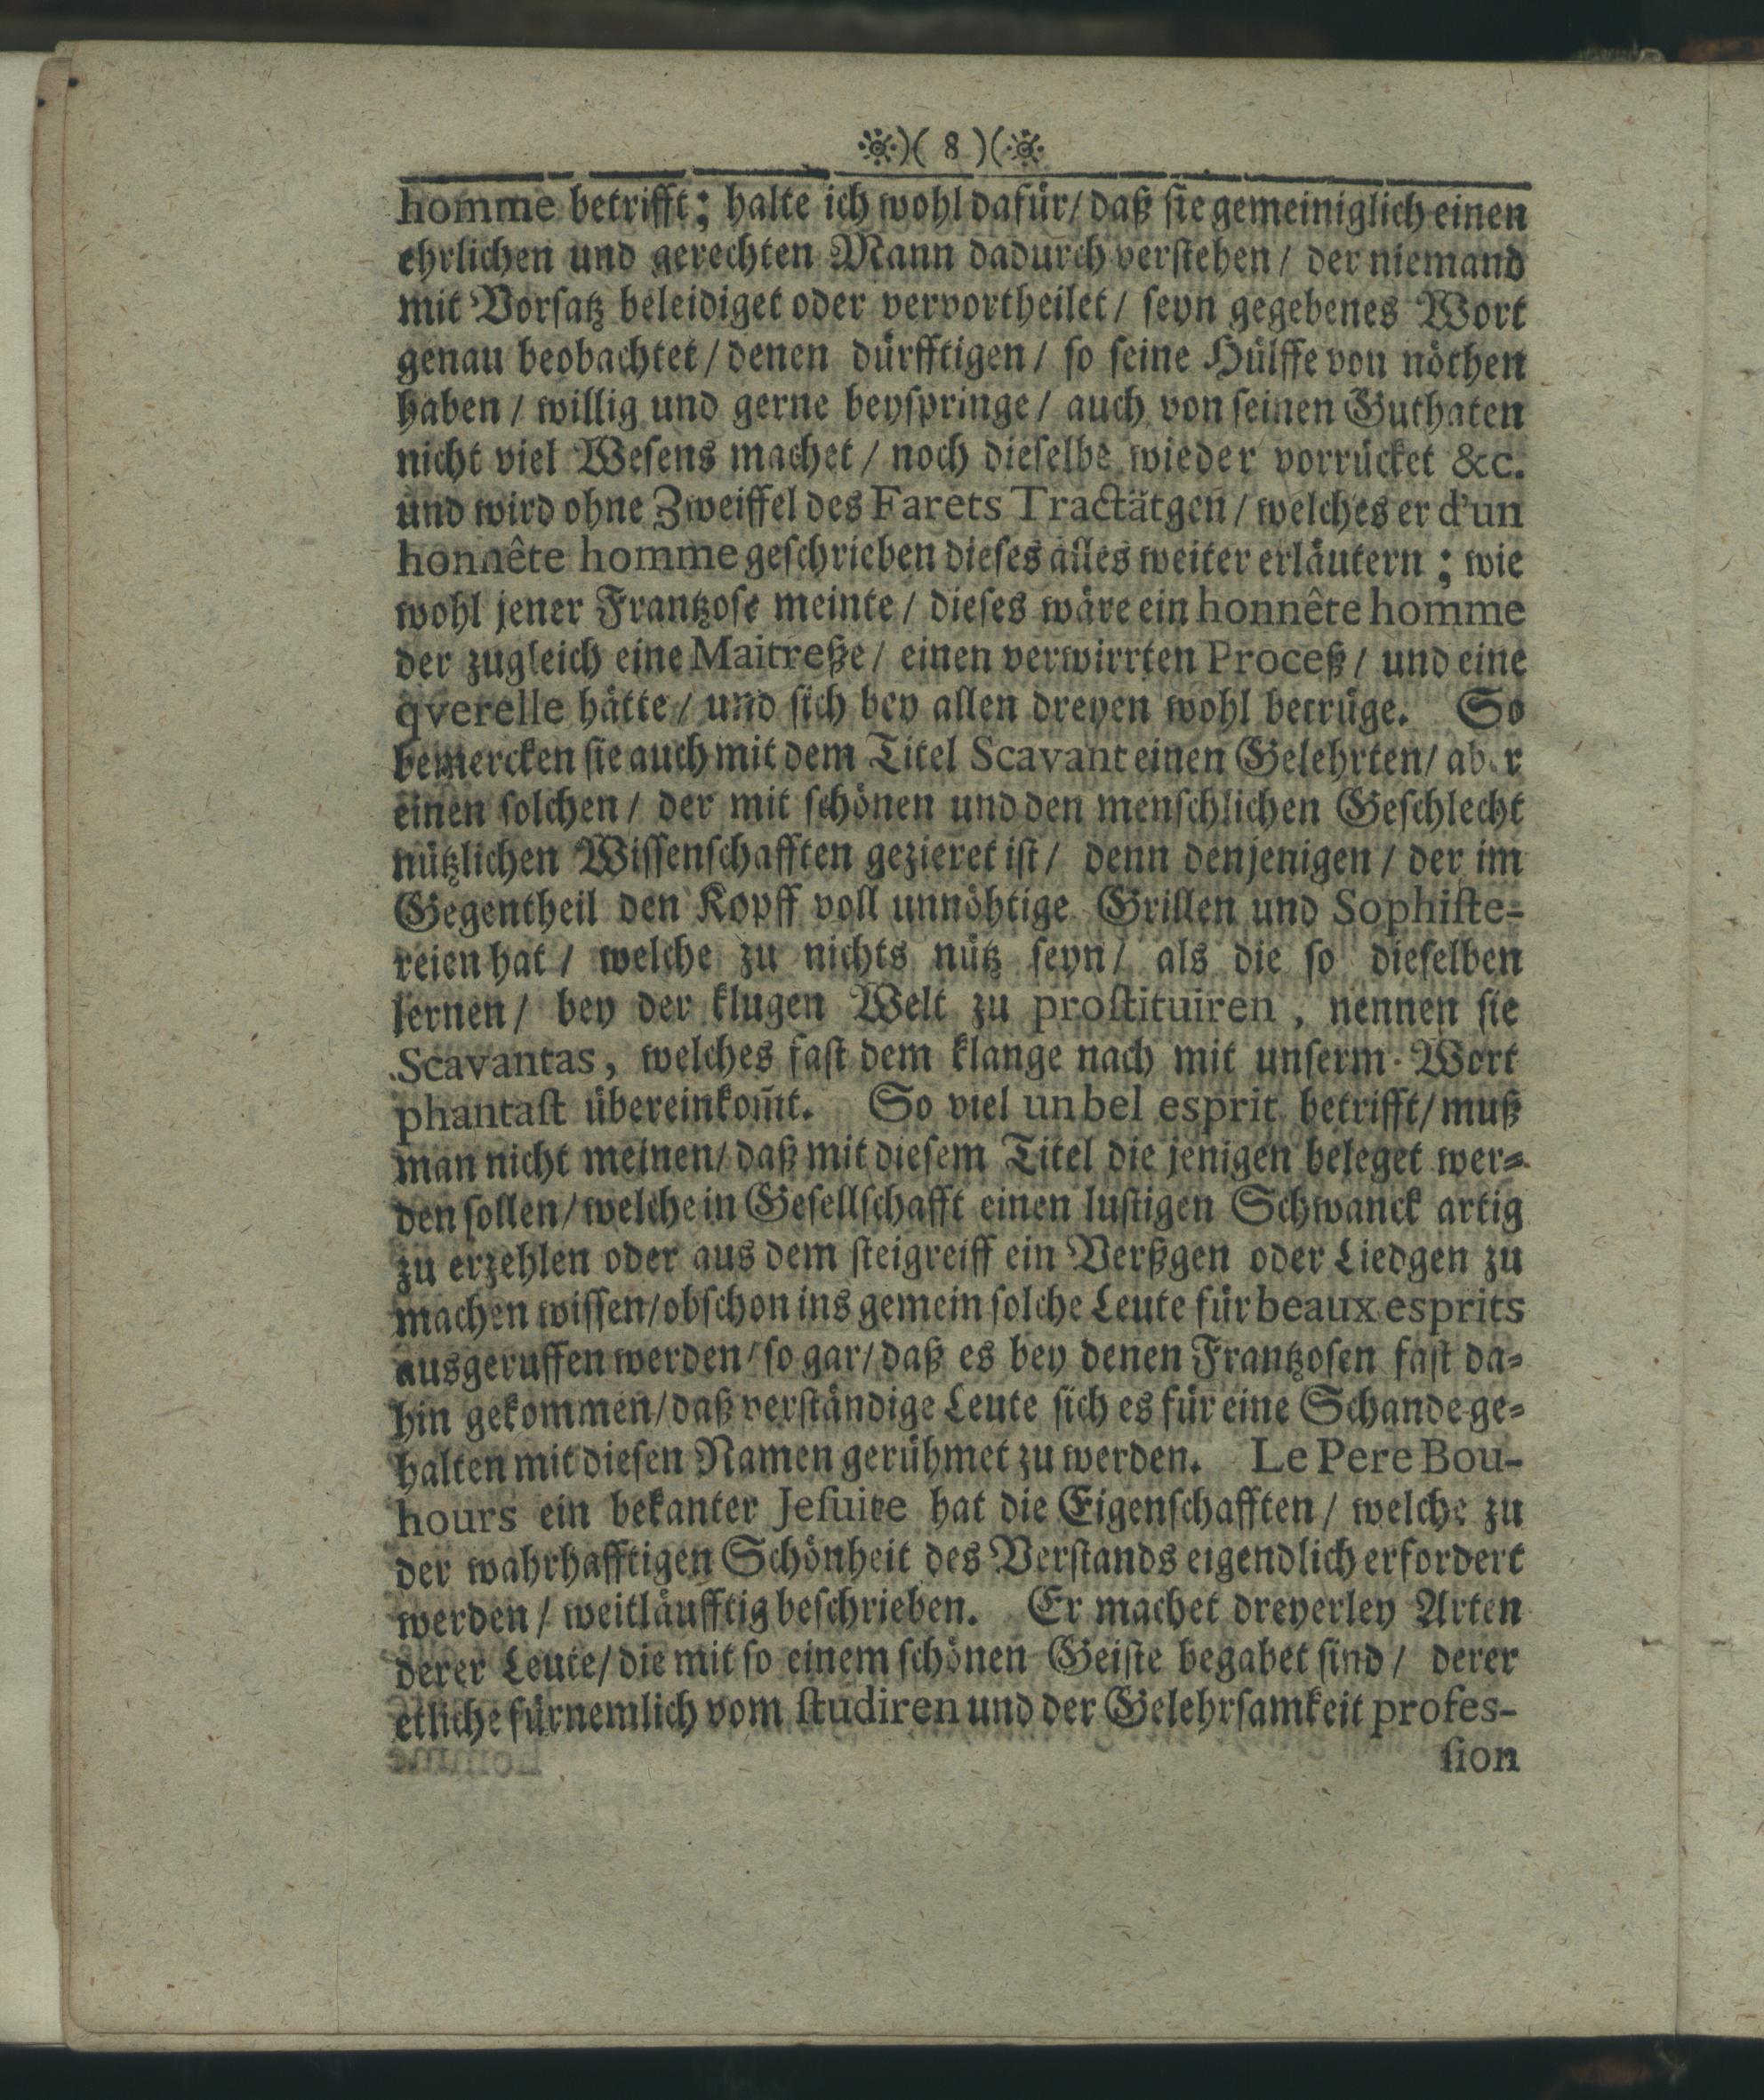 )( 8 )(
homme betrifft; halte ich wohl dafür/ daß sie gemeiniglich einen
ehrlichen und gerechten Mann dadurch verstehen/ der niemand
mit Vorsatz beleidiget oder vervortheilet/ seyn gegebenes Wort
genau beobachtet/ denen dürfftigen/ so seine Hülffe von nöthen
haben/ willig und gerne beyspringe/ auch von seinen Guthaten
nicht viel Wesens machet/ noch dieselbe wieder vorrücket &c.
und wird ohne Zweiffel des Farets Tractätgen/ welches er d'un
honnête homme geschrieben dieses alles weiter erläutern; wie
wohl jener Frantzose meinte/ dieses wäre ein honnête homme
der zugleich eine Maitreße/ einen verwirrten Proceß/ und eine
qverelle hätte/ und sich bey allen dreyen wohl betrüge. So
bemercken sie auch mit dem Titel Scavant einen Gelehrten/ aber
einen solchen/ der mit schönen und den menschlichen Geschlecht
nützlichen Wissenschafften gezieret ist/ denn denjenigen/ der im
Gegentheil den Kopff voll unnöhtige Grillen und Sophiste-
reien hat/ welche zu nichts nütz seyn/ als die so dieselben
lernen/ bey der klugen Welt zu prostituiren, nennen sie
Scavantas, welches fast dem klange nach mit unserm Wort
phantast übereinkom̃t. So viel un bel esprit betrifft/ muß
man nicht meinen/ daß mit diesem Titel die jenigen beleget wer-
den sollen/ welche in Gesellschafft einen lustigen Schwanck artig
zu erzehlen oder aus dem steigreiff ein Verßgen oder Liedgen zu
machen wissen/ obschon ins gemein solche Leute für beaux esprits
ausgeruffen werden/ so gar/ daß es bey denen Frantzosen fast da-
hin gekommen/ daß verständige Leute sich es für eine Schande ge-
halten mit diesen Namen gerühmet zu werden. Le Pere Bou-
hours ein bekanter Jesuite hat die Eigenschafften/ welche zu
der wahrhafftigen Schönheit des Verstands eigendlich erfordert
werden/ weitläufftig beschrieben. Er machet dreyerley Arten
derer Leute/ die mit so einem schönen Geiste begabet sind/ derer
etliche fürnemlich vom studiren und der Gelehrsamkeit profes-
sion